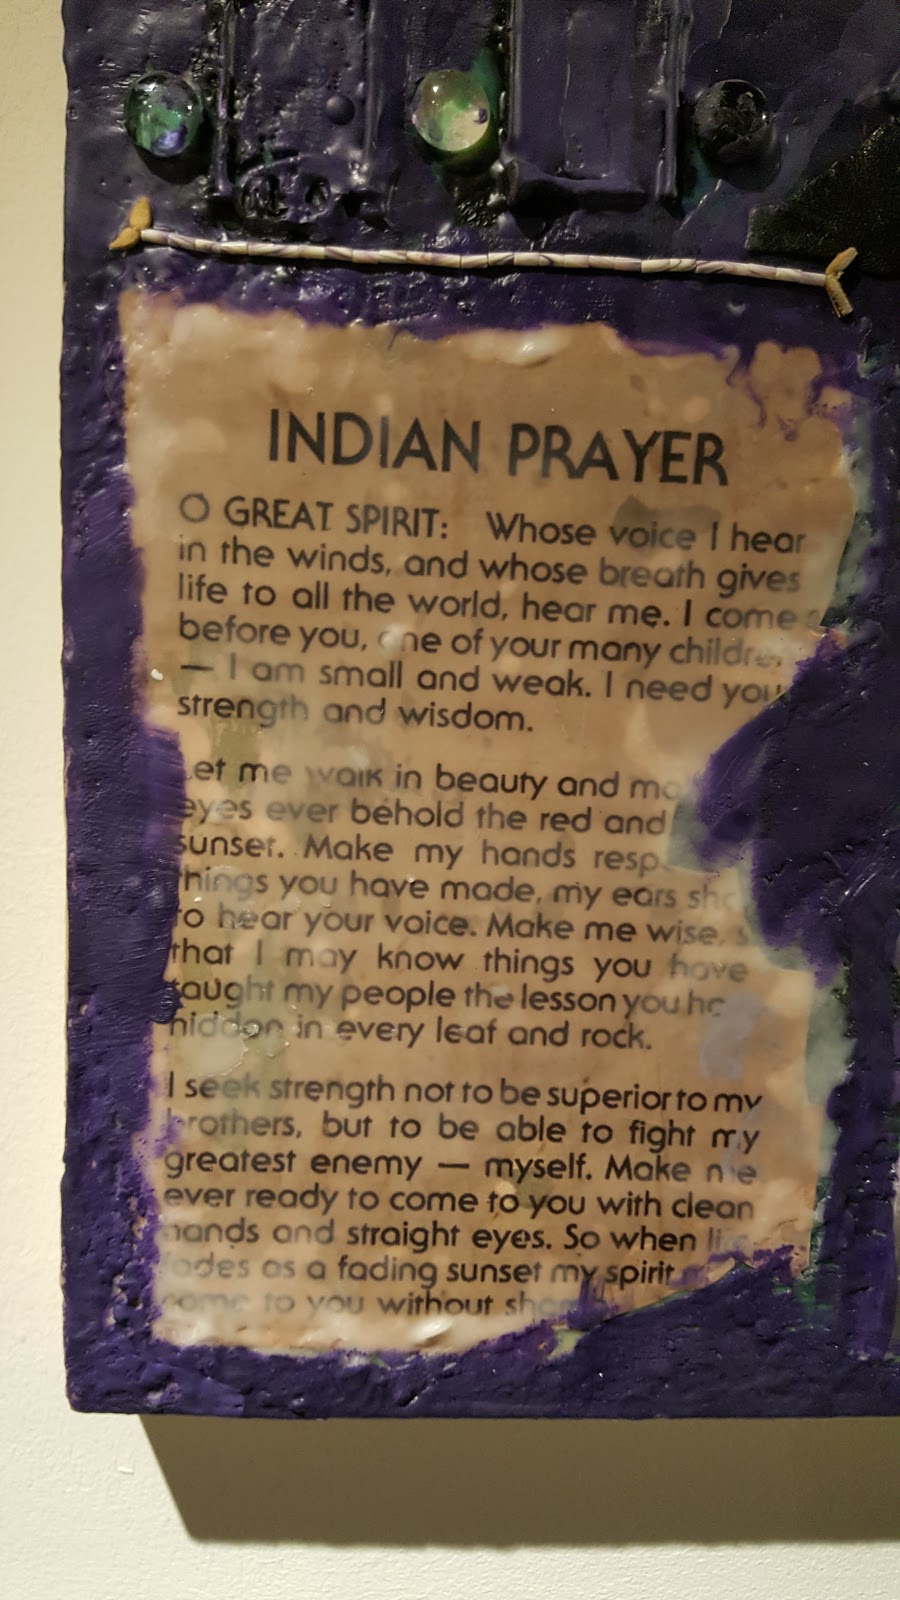 INDIAN PRAYER
O GREAT SPIRIT: Whose voice I hear
in the winds, and whose breath gives
life to all the world, hear me. I come
before you, one of your many children
— I am small and weak. I need your
strength and wisdom.
Let me walk in beauty and
eyes ever behold the red and
sunset. Make my hands
things you have made, my ears
to hear your voice. Make me wise,
that I may know things you have
taught my people the lesson you
hidden in every leaf and rock.
I seek strength not to be superior to my
brothers, but to be able to fight my
greatest enemy — myself. Make me
ever ready to come to you with clean
hands and straight eyes. So when
fades as a fading sunset my spirit
come to you without